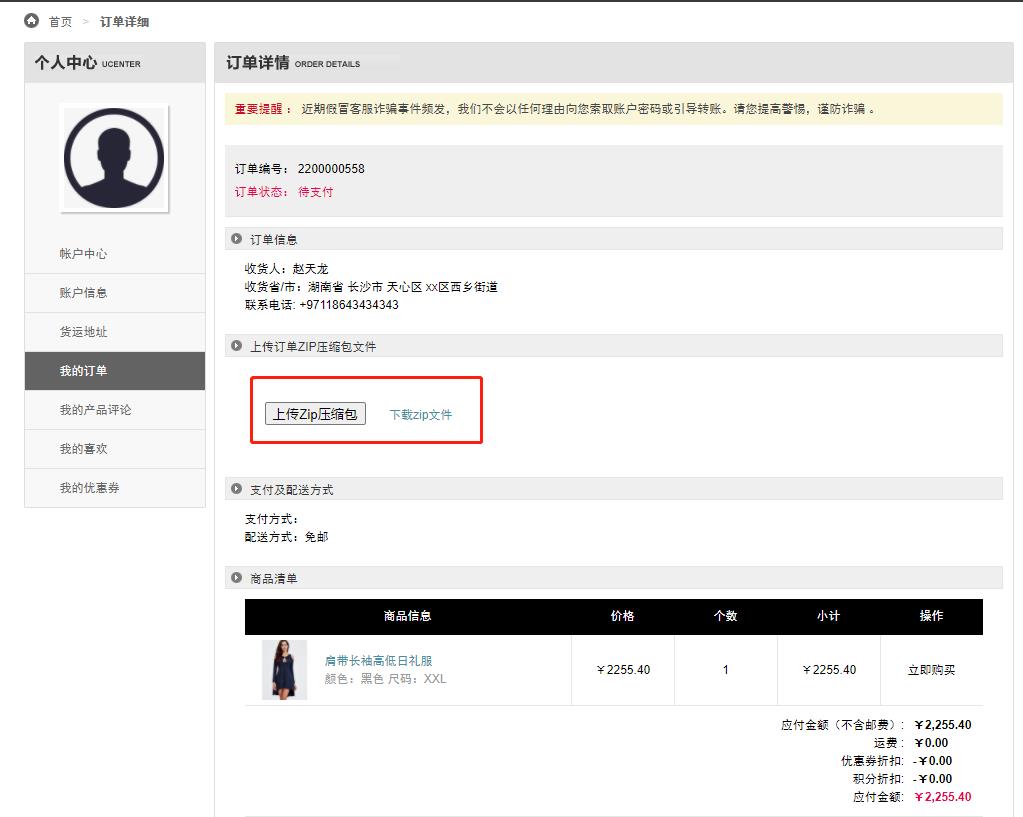 首页 > 订单详细
个人中心 UCENTER
帐户中心
账户信息
货运地址
我的订单
我的产品评论
我的喜欢
我的优惠券
订单详情 ORDER DETAILS
重要提醒： 近期假冒客服诈骗事件频发，我们不会以任何理由向您索取账户密码或引导转账。请您提高警惕，谨防诈骗 。
订单编号： 2200000558
订单状态： 待支付
订单信息
收货人：赵天龙
收货省/市：湖南省 长沙市 天心区 xx区西乡街道
联系电话: +97118643434343
上传订单ZIP压缩包文件
上传Zip压缩包 下载zip文件
支付及配送方式
支付方式：
配送方式：免邮
商品清单
商品信息 价格 个数 小计 操作
肩带长袖高低日礼服
颜色：黑色 尺码：XXL
￥2255.40 1 ￥2255.40 立即购买
应付金额（不含邮费）: ￥2,255.40
运费 : ￥0.00
优惠券折扣: -￥0.00
积分折扣: -￥0.00
应付金额: ￥2,255.40